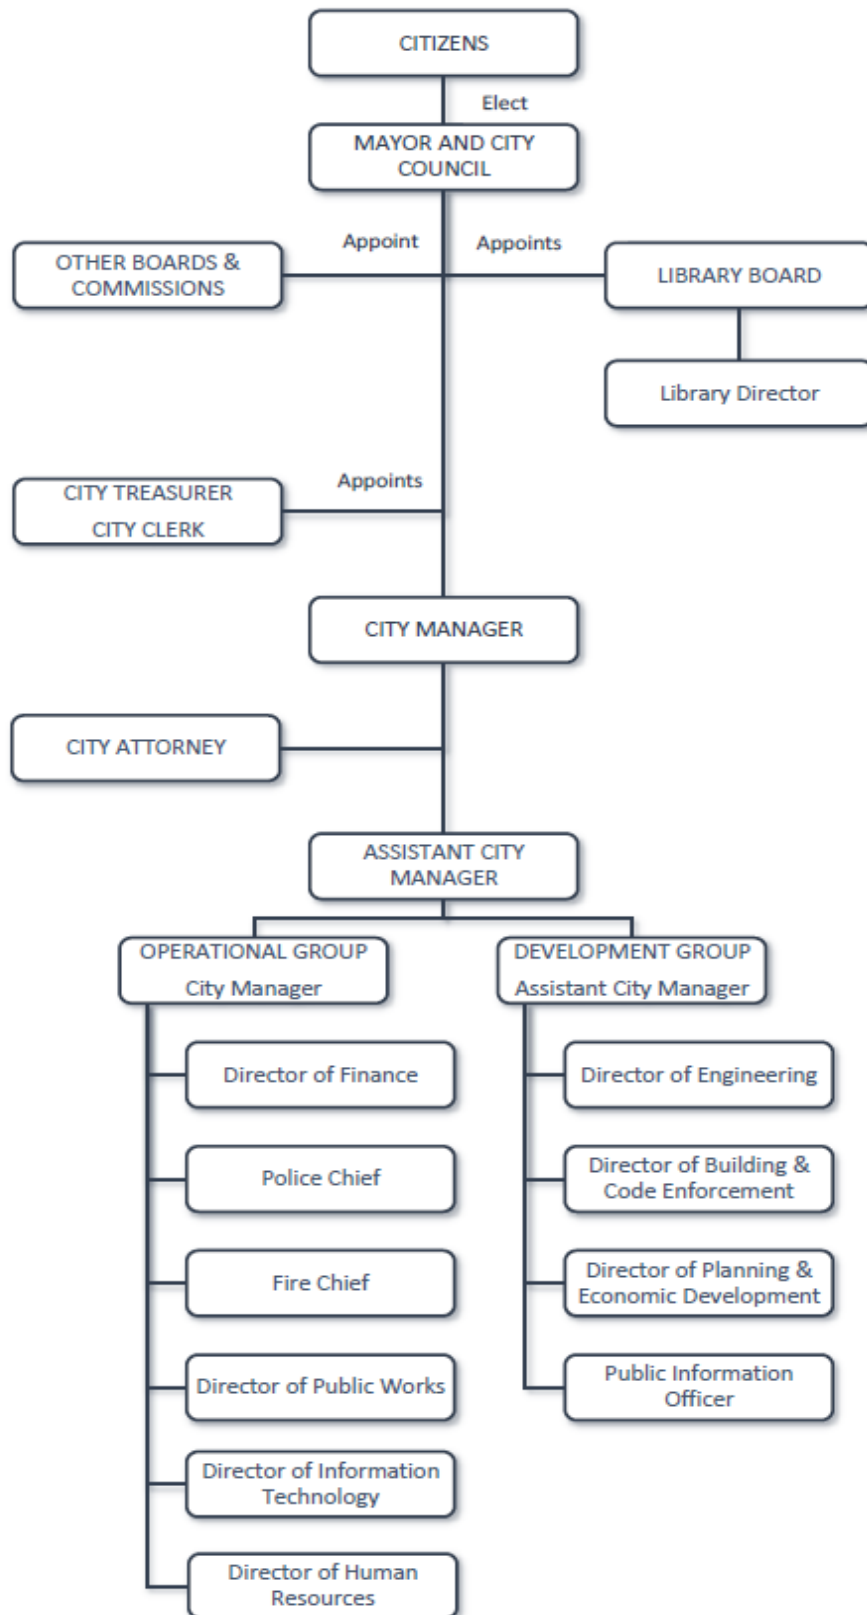 CITIZENS
Elect
MAYOR AND CITY
COUNCIL
Appoint
Appoints
OTHER BOARDS &
COMMISSIONS
LIBRARY BOARD
Library Director
Appoints
CITY TREASURER
CITY CLERK
CITY MANAGER
CITY ATTORNEY
ASSISTANT CITY
MANAGER
OPERATIONAL GROUP
City Manager
Director of Finance
Police Chief
Fire Chief
Director of Public Works
Director of Information
Technology
Director of Human
Resources
DEVELOPMENT GROUP
Assistant City Manager
Director of Engineering
Director of Building &
Code Enforcement
Director of Planning &
Economic Development
Public Information
Officer